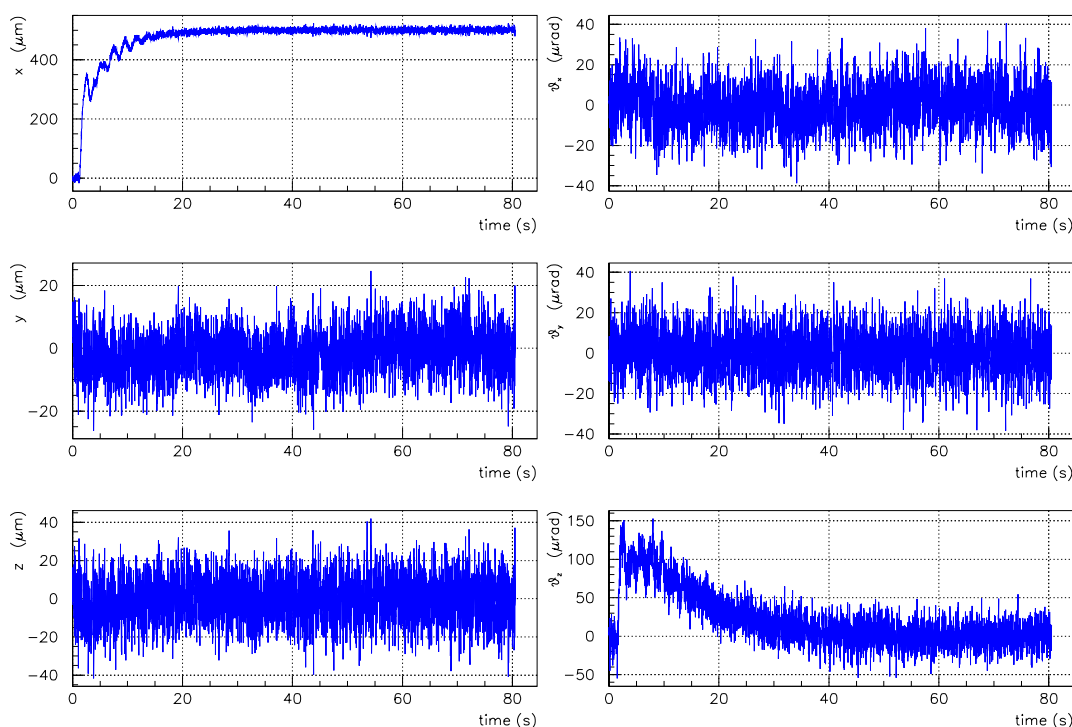 x (μm)
400
200
0
0 20 40 60 80
time (s)
ϑx (μrad)
40
20
0
−20
−40
0 20 40 60 80
time (s)
y (μm)
20
0
−20
0 20 40 60 80
time (s)
ϑy (μrad)
40
20
0
−20
−40
0 20 40 60 80
time (s)
z (μm)
40
20
0
−20
−40
0 20 40 60 80
time (s)
ϑz (μrad)
150
100
50
0
−50
0 20 40 60 80
time (s)